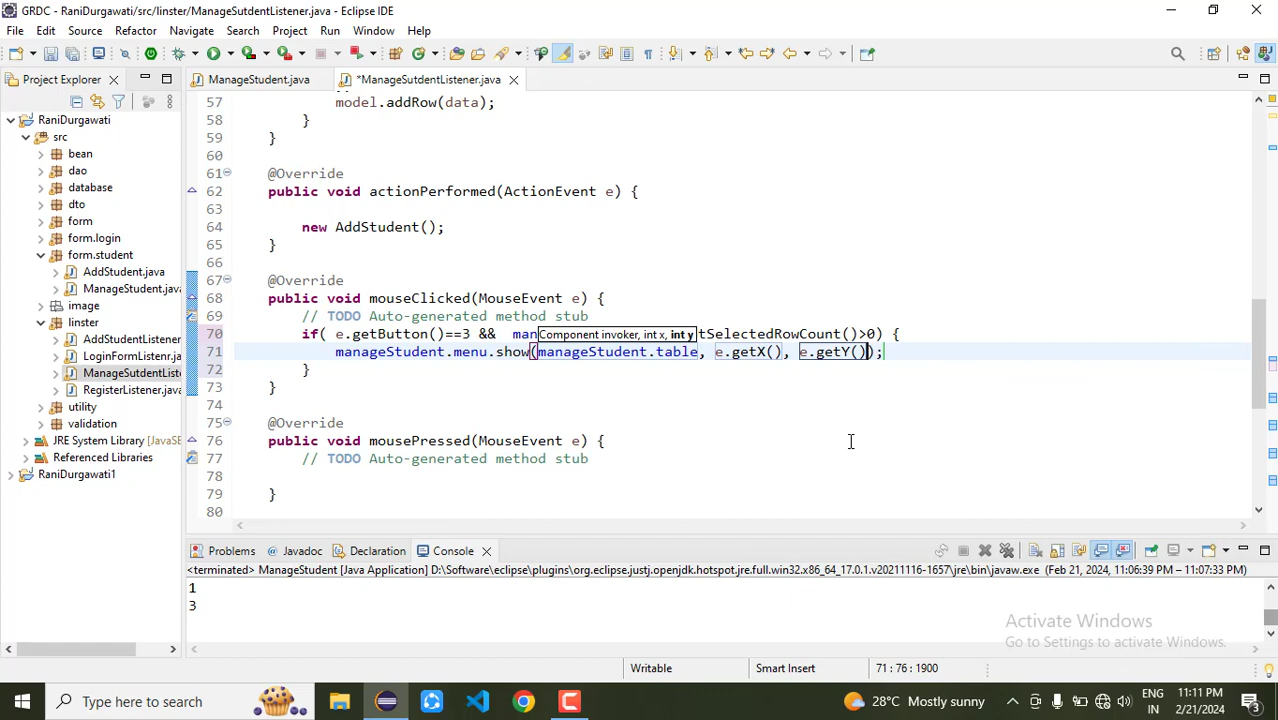 GRDC - RaniDurgawati/src/linster/ManageSutdentListener.java - Eclipse IDE
File Edit Source Refactor Navigate Search Project Run Window Help
Project Explorer
ManageStudent.java
*ManageSutdentListener.java
RaniDurgawati
src
bean
dao
database
dto
form
form.login
form.student
AddStudent.java
ManageStudent.java
image
linster
AddStudentListener
LoginFormListenr.ja
ManageSutdentListe
RegisterListener.java
utility
validation
JRE System Library [JavaSE
Referenced Libraries
RaniDurgawati1
57 model.addRow(data);
58 }
59 }
60
61 @Override
62 public void actionPerformed(ActionEvent e) {
63
64 new AddStudent();
65 }
66
67 @Override
68 public void mouseClicked(MouseEvent e) {
69 // TODO Auto-generated method stub
70 if( e.getButton()==3 && man tSelectedRowCount()>0) {
Component invoker, int x, int y
71 manageStudent.menu.show(manageStudent.table, e.getX(), e.getY());
72 }
73 }
74
75 @Override
76 public void mousePressed(MouseEvent e) {
77 // TODO Auto-generated method stub
78
79 }
80
Problems Javadoc Declaration Console
<terminated> ManageStudent [Java Application] D:\Software\eclipse\plugins\org.eclipse.justj.openjdk.hotspot.jre.full.win32.x86_64_17.0.1.v20211116-1657\jre\bin\javaw.exe (Feb 21, 2024, 11:06:39 PM – 11:07:33 PM)
1
3
Activate Windows
Go to Settings to activate Windows.
Writable Smart Insert 71 : 76 : 1900
Type here to search
28°C Mostly sunny
ENG
IN
11:11 PM
2/21/2024
3